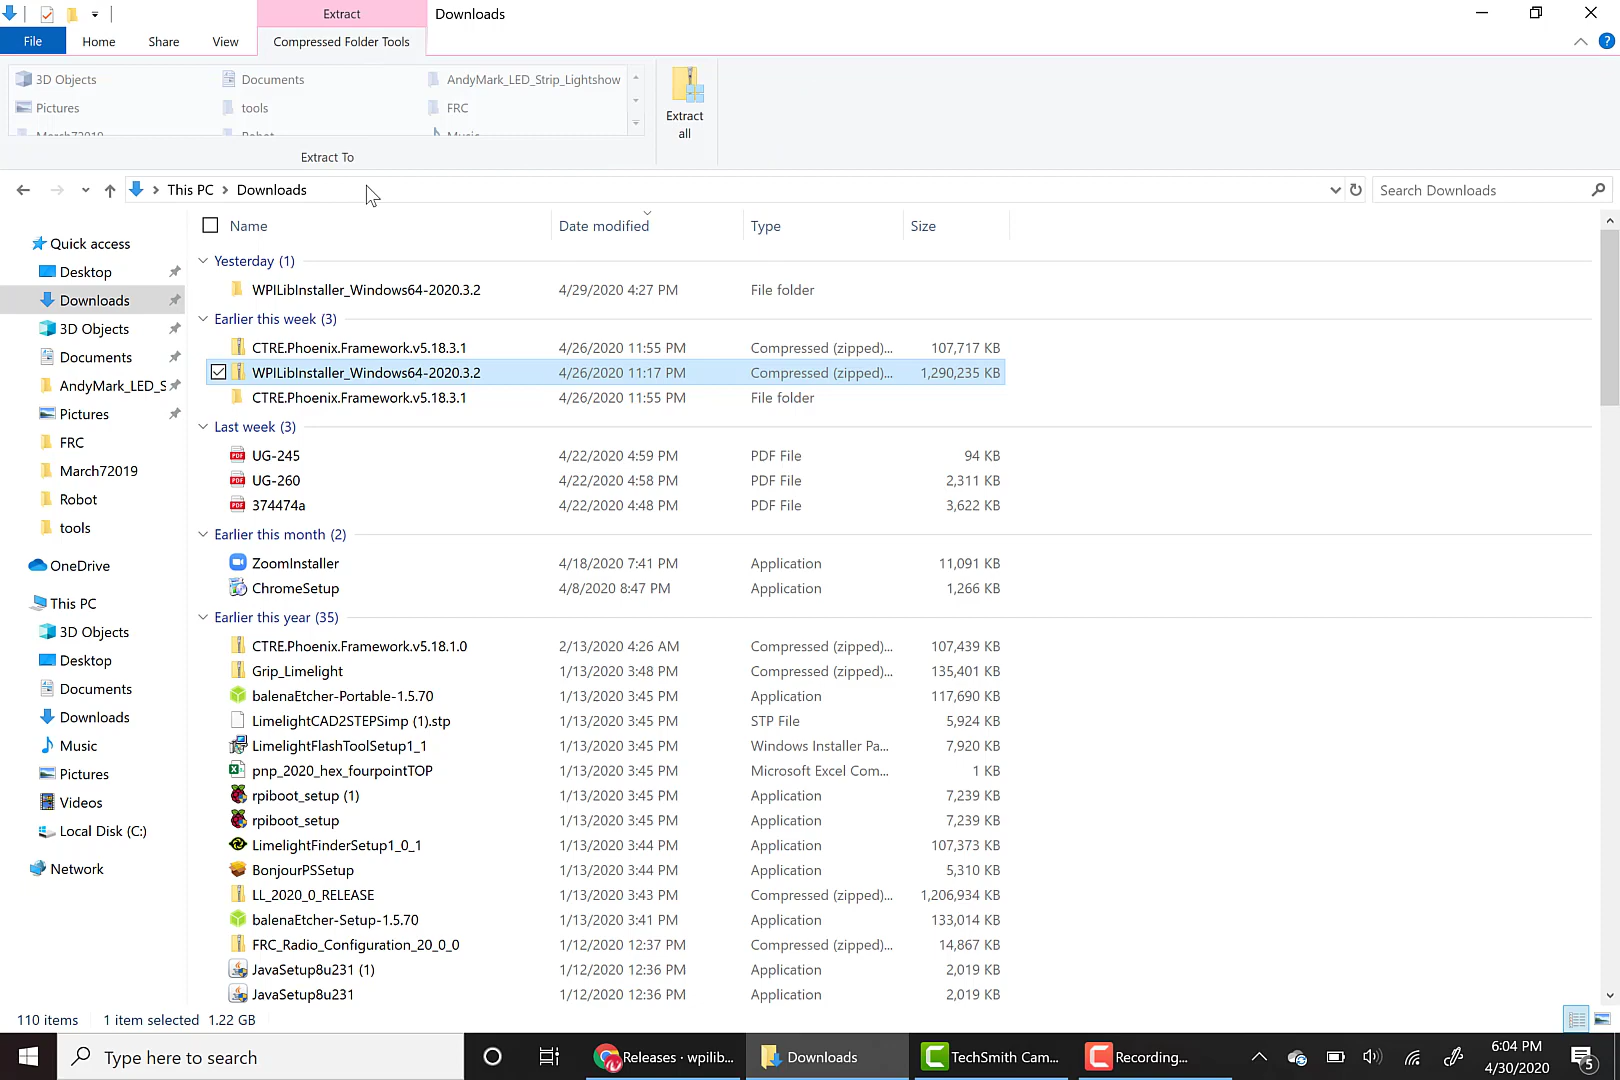 Extract
Downloads
File
Home
Share
View
Compressed Folder Tools
3D Objects
Documents
AndyMark_LED_Strip_Lightshow
Pictures
tools
FRC
March72019
Robot
Music
Extract all
Extract To
This PC
Downloads
Search Downloads
Name
Date modified
Type
Size
Quick access
Desktop
Downloads
3D Objects
Documents
AndyMark_LED_S
Pictures
FRC
March72019
Robot
tools
OneDrive
This PC
3D Objects
Desktop
Documents
Downloads
Music
Pictures
Videos
Local Disk (C:)
Network
Yesterday (1)
WPILibInstaller_Windows64-2020.3.2 4/29/2020 4:27 PM File folder
Earlier this week (3)
CTRE.Phoenix.Framework.v5.18.3.1 4/26/2020 11:55 PM Compressed (zipped)... 107,717 KB
WPILibInstaller_Windows64-2020.3.2 4/26/2020 11:17 PM Compressed (zipped)... 1,290,235 KB
CTRE.Phoenix.Framework.v5.18.3.1 4/26/2020 11:55 PM File folder
Last week (3)
UG-245 4/22/2020 4:59 PM PDF File 94 KB
UG-260 4/22/2020 4:58 PM PDF File 2,311 KB
374474a 4/22/2020 4:48 PM PDF File 3,622 KB
Earlier this month (2)
ZoomInstaller 4/18/2020 7:41 PM Application 11,091 KB
ChromeSetup 4/8/2020 8:47 PM Application 1,266 KB
Earlier this year (35)
CTRE.Phoenix.Framework.v5.18.1.0 2/13/2020 4:26 AM Compressed (zipped)... 107,439 KB
Grip_Limelight 1/13/2020 3:48 PM Compressed (zipped)... 135,401 KB
balenaEtcher-Portable-1.5.70 1/13/2020 3:45 PM Application 117,690 KB
LimelightCAD2STEPSimp (1).stp 1/13/2020 3:45 PM STP File 5,924 KB
LimelightFlashToolSetup1_1 1/13/2020 3:45 PM Windows Installer Pa... 7,920 KB
pnp_2020_hex_fourpointTOP 1/13/2020 3:45 PM Microsoft Excel Com... 1 KB
rpiboot_setup (1) 1/13/2020 3:45 PM Application 7,239 KB
rpiboot_setup 1/13/2020 3:45 PM Application 7,239 KB
LimelightFinderSetup1_0_1 1/13/2020 3:44 PM Application 107,373 KB
BonjourPSSetup 1/13/2020 3:44 PM Application 5,310 KB
LL_2020_0_RELEASE 1/13/2020 3:43 PM Compressed (zipped)... 1,206,934 KB
balenaEtcher-Setup-1.5.70 1/13/2020 3:41 PM Application 133,014 KB
FRC_Radio_Configuration_20_0_0 1/12/2020 12:37 PM Compressed (zipped)... 14,867 KB
JavaSetup8u231 (1) 1/12/2020 12:36 PM Application 2,019 KB
JavaSetup8u231 1/12/2020 12:36 PM Application 2,019 KB
110 items 1 item selected 1.22 GB
Type here to search
Releases · wpilib...
Downloads
TechSmith Cam...
Recording...
6:04 PM
4/30/2020
5